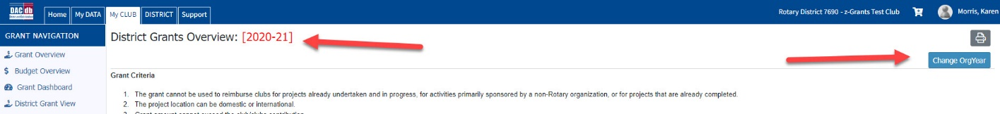 DACdb
Home My DATA My CLUB DISTRICT Support
Rotary District 7690 - z-Grants Test Club
Morris, Karen
GRANT NAVIGATION
Grant Overview
Budget Overview
Grant Dashboard
District Grant View
District Grants Overview: [2020-21]
Change OrgYear
Grant Criteria
1. The grant cannot be used to reimburse clubs for projects already undertaken and in progress, for activities primarily sponsored by a non-Rotary organization, or for projects that are already completed.
2. The project location can be domestic or international.
3. Grant amount cannot exceed the club/clubs contribution.